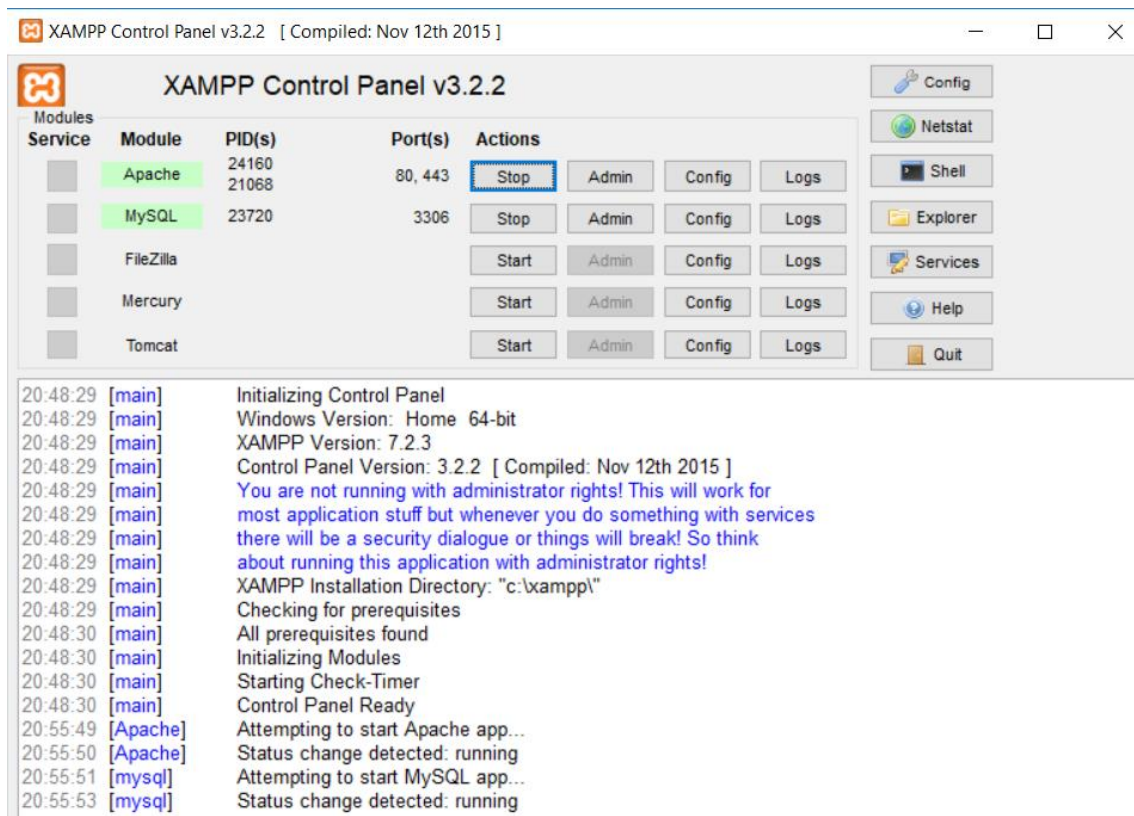 XAMPP Control Panel v3.2.2 [ Compiled: Nov 12th 2015 ]
XAMPP Control Panel v3.2.2
Config
Modules
Service Module PID(s) Port(s) Actions
Netstat
Apache 24160 21068 80, 443 Stop Admin Config Logs
Shell
MySQL 23720 3306 Stop Admin Config Logs
Explorer
FileZilla Start Admin Config Logs
Services
Mercury Start Admin Config Logs
Help
Tomcat Start Admin Config Logs
Quit
20:48:29 [main] Initializing Control Panel
20:48:29 [main] Windows Version: Home 64-bit
20:48:29 [main] XAMPP Version: 7.2.3
20:48:29 [main] Control Panel Version: 3.2.2 [ Compiled: Nov 12th 2015 ]
20:48:29 [main] You are not running with administrator rights! This will work for
20:48:29 [main] most application stuff but whenever you do something with services
20:48:29 [main] there will be a security dialogue or things will break! So think
20:48:29 [main] about running this application with administrator rights!
20:48:29 [main] XAMPP Installation Directory: "c:\xampp\"
20:48:29 [main] Checking for prerequisites
20:48:30 [main] All prerequisites found
20:48:30 [main] Initializing Modules
20:48:30 [main] Starting Check-Timer
20:48:30 [main] Control Panel Ready
20:55:49 [Apache] Attempting to start Apache app...
20:55:50 [Apache] Status change detected: running
20:55:51 [mysql] Attempting to start MySQL app...
20:55:53 [mysql] Status change detected: running